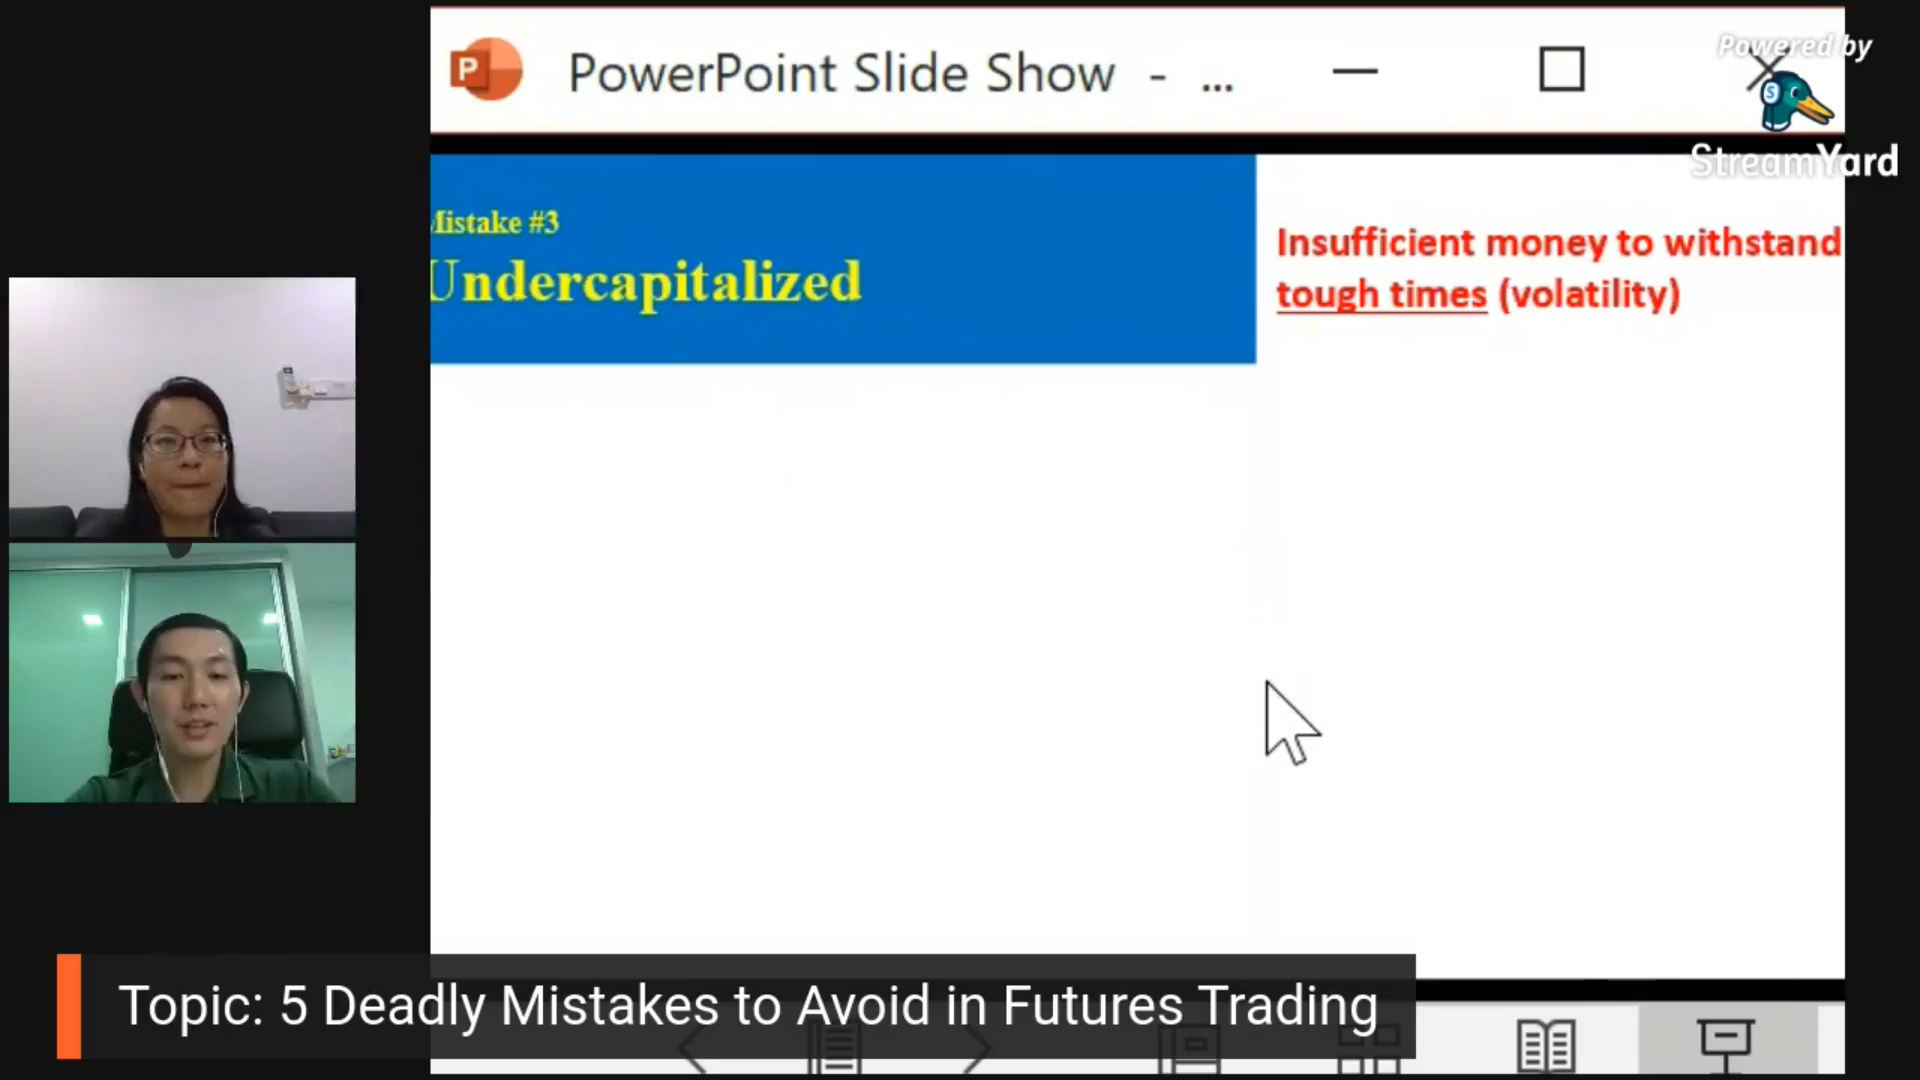 PowerPoint Slide Show - ...
Powered by
StreamYard
Mistake #3
Undercapitalized
Insufficient money to withstand
tough times (volatility)
Topic: 5 Deadly Mistakes to Avoid in Futures Trading